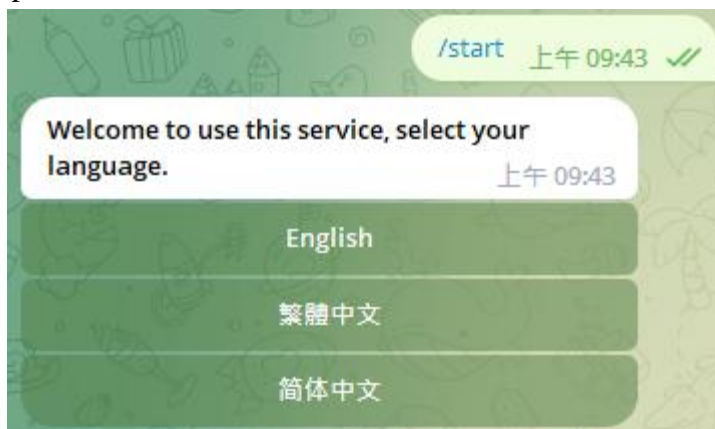 /start 上午 09:43
Welcome to use this service, select your
language.
上午 09:43
English
繁體中文
简体中文